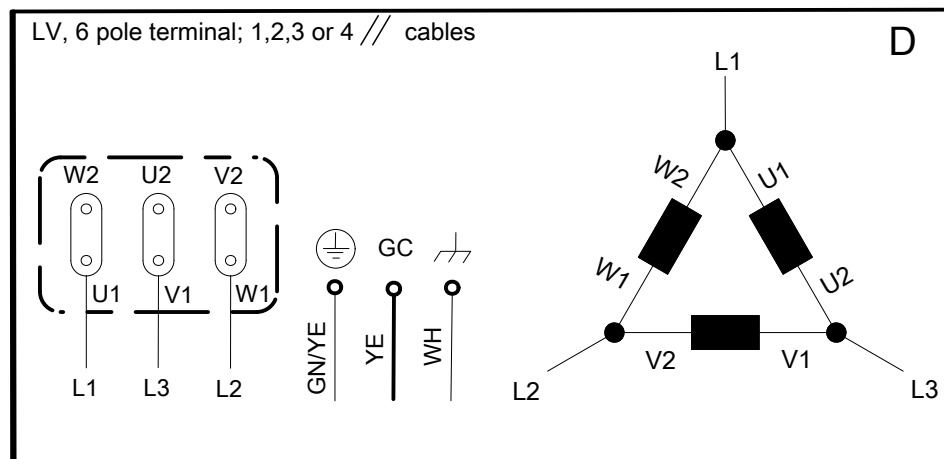 LV, 6 pole terminal; 1,2,3 or 4 // cables
D
W2 U2 V2
U1 V1 W1
L1 L3 L2
GC
GN/YE
YE
WH
L1
W2
U1
W1
U2
V2
V1
L2
L3